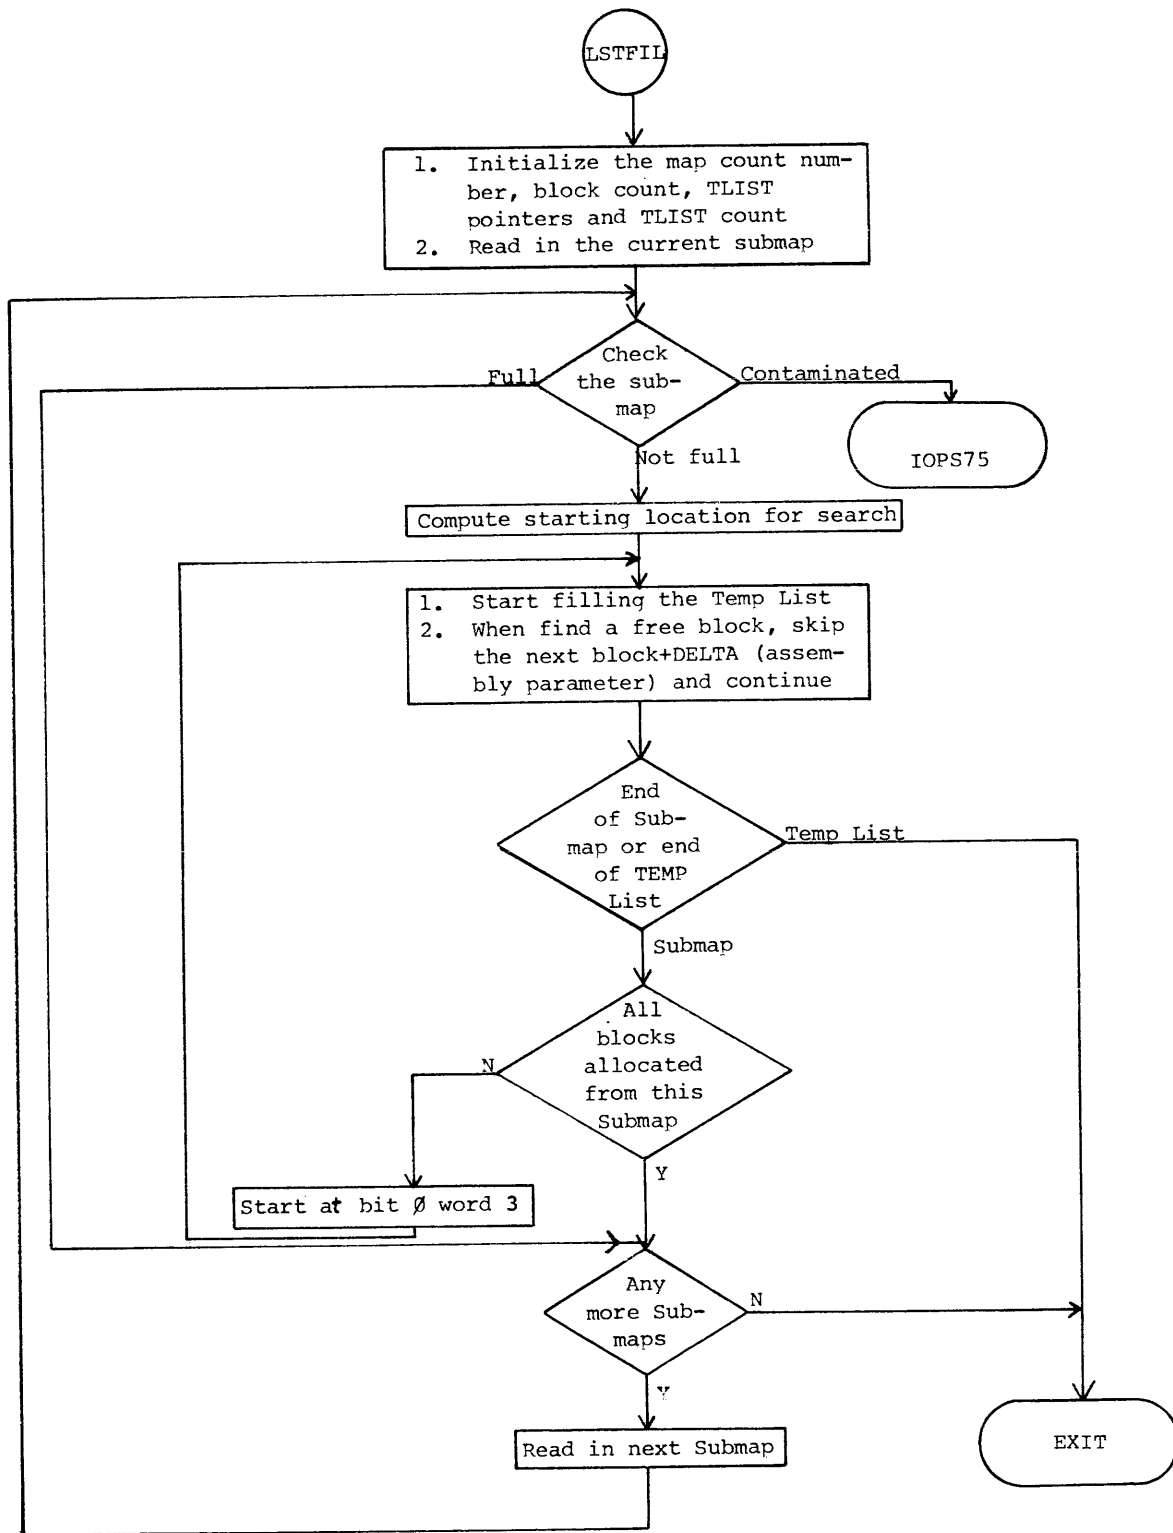 LSTFIL
1. Initialize the map count num-
ber, block count, TLIST
pointers and TLIST count
2. Read in the current submap
Check
the sub-
map
Full
Contaminated
IOPS75
Not full
Compute starting location for search
1. Start filling the Temp List
2. When find a free block, skip
the next block+DELTA (assem-
bly parameter) and continue
End
of Sub-
map or end
of TEMP
List
Temp List
Submap
All
blocks
allocated
from this
Submap
N
Y
Start at bit Ø word 3
Any
more Sub-
maps
N
Y
Read in next Submap
EXIT